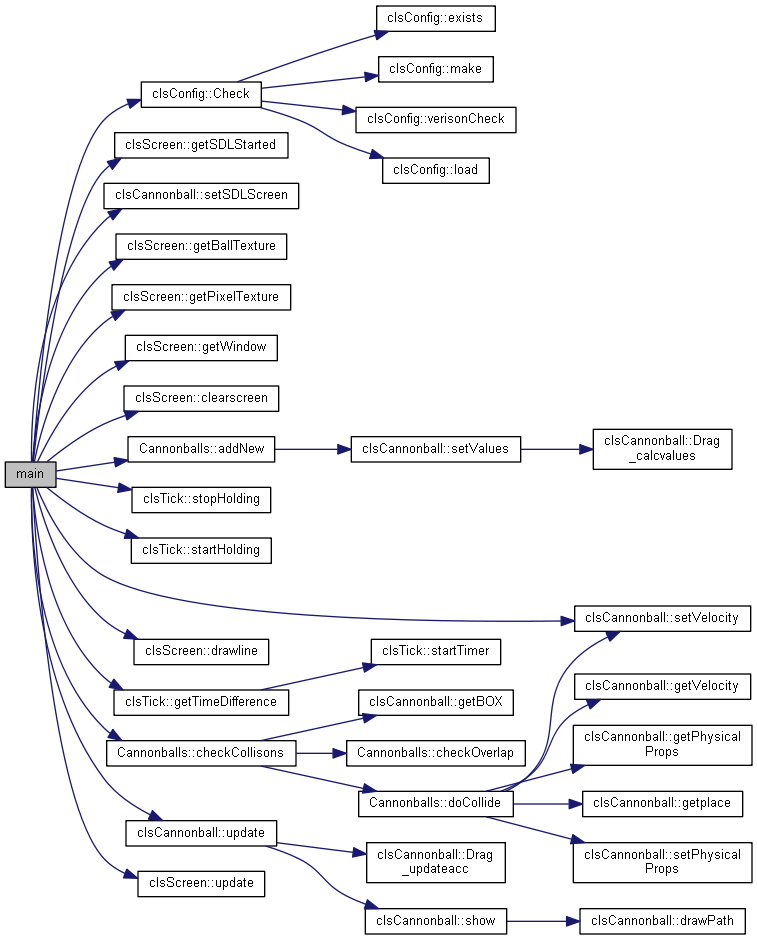 clsConfig::exists
clsConfig::make
clsConfig::Check
clsConfig::verisonCheck
clsScreen::getSDLStarted
clsConfig::load
clsCannonball::setSDLScreen
clsScreen::getBallTexture
clsScreen::getPixelTexture
clsScreen::getWindow
clsScreen::clearscreen
Cannonballs::addNew
clsCannonball::setValues
clsCannonball::Drag
_calcvalues
main
clsTick::stopHolding
clsTick::startHolding
clsCannonball::setVelocity
clsScreen::drawline
clsTick::startTimer
clsCannonball::getVelocity
clsTick::getTimeDifference
clsCannonball::getBOX
clsCannonball::getPhysical
Props
Cannonballs::checkCollisons
Cannonballs::checkOverlap
Cannonballs::doCollide
clsCannonball::getplace
clsCannonball::update
clsCannonball::Drag
_updateacc
clsCannonball::setPhysical
Props
clsScreen::update
clsCannonball::show
clsCannonball::drawPath